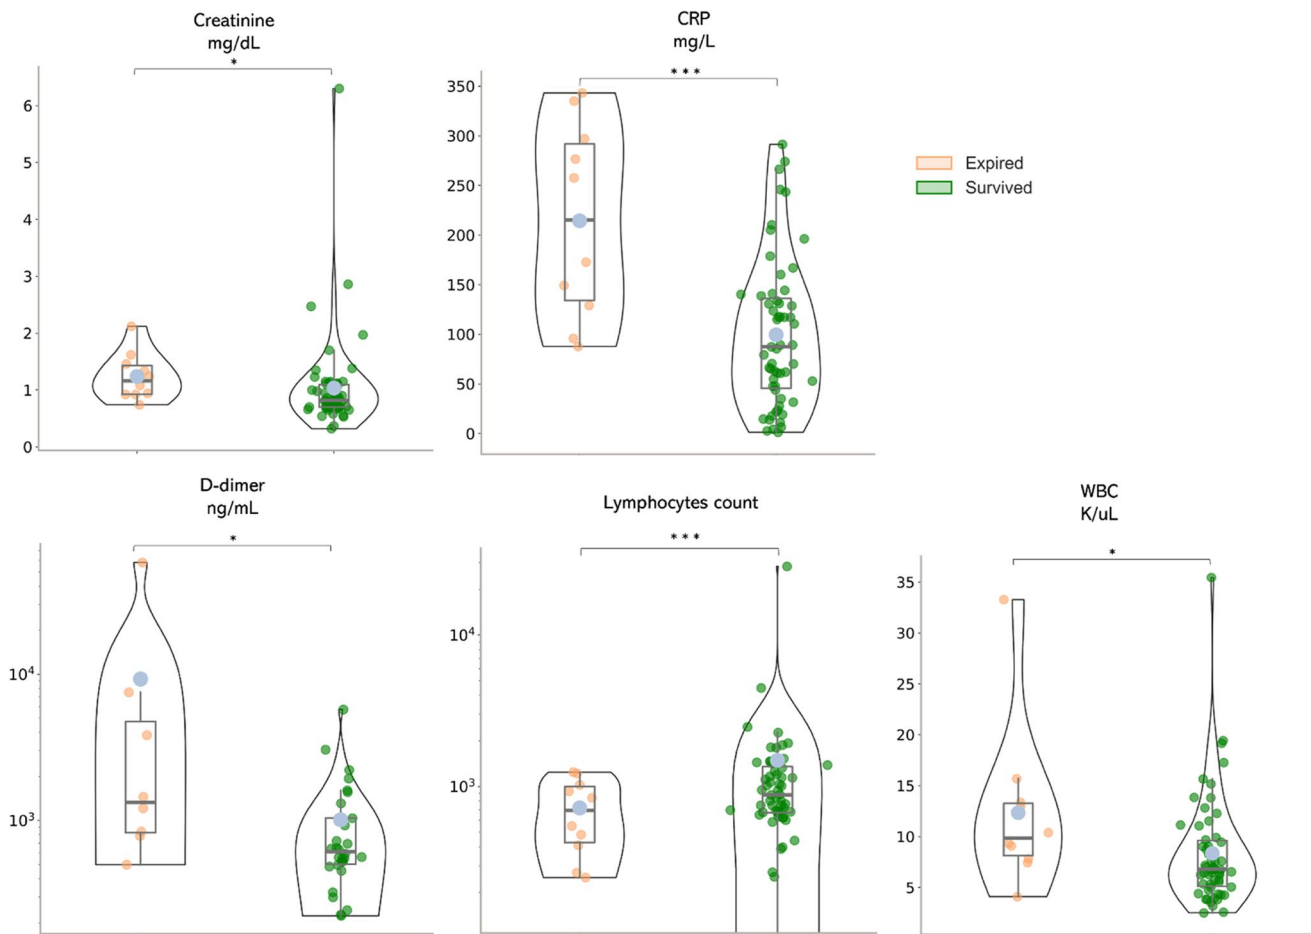 Creatinine
mg/dL
*
6
5
4
3
2
1
0
CRP
mg/L
***
350
300
250
200
150
100
50
0
Expired
Survived
D-dimer
ng/mL
*
10⁴
10³
Lymphocytes count
***
10⁴
10³
WBC
K/uL
*
35
30
25
20
15
10
5